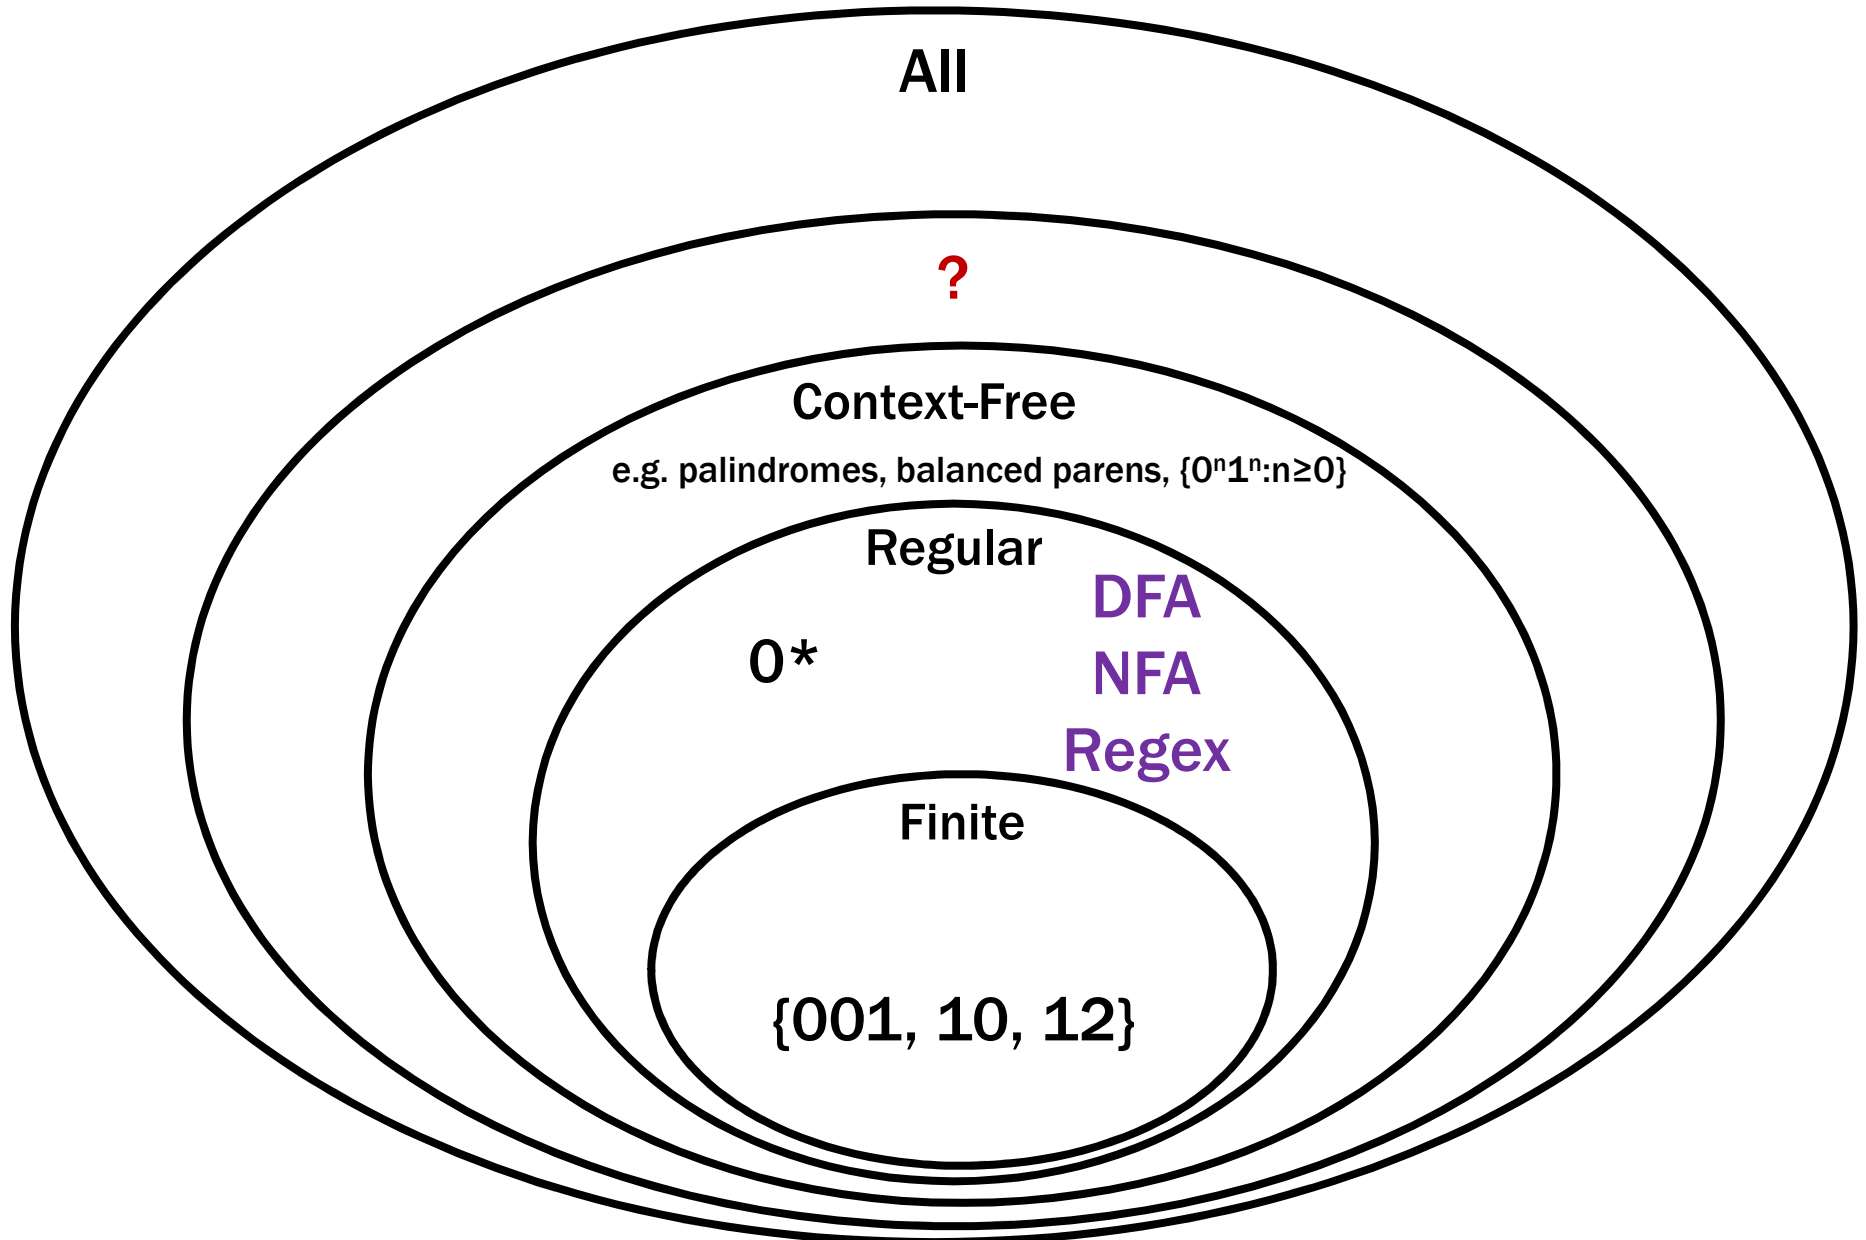 All
?
Context-Free
e.g. palindromes, balanced parens, {0ⁿ1ⁿ:n≥0}
Regular
DFA
0*
NFA
Regex
Finite
{001, 10, 12}